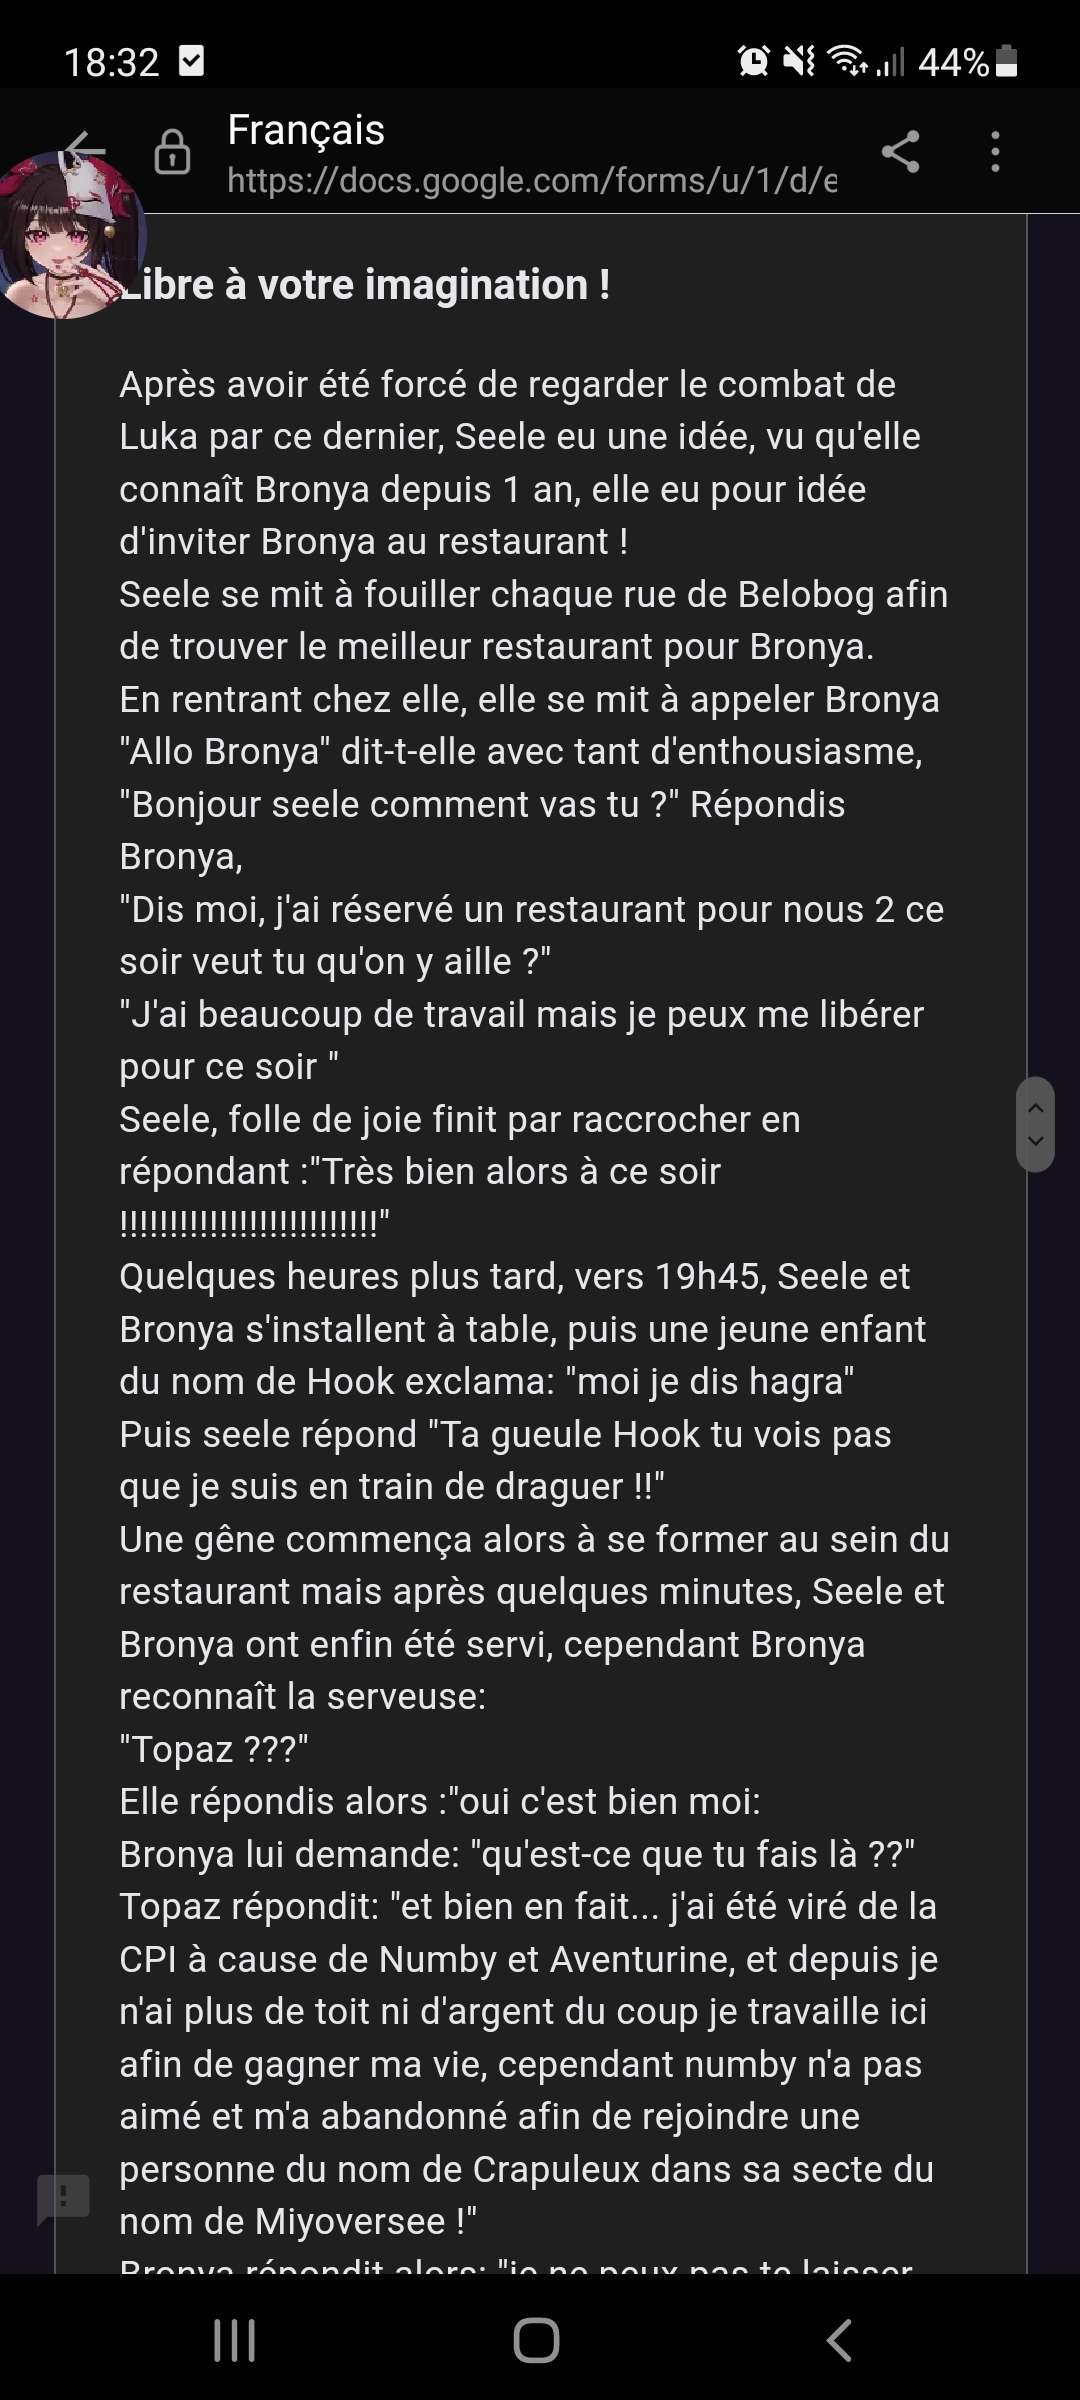 18:32
44%
Français
https://docs.google.com/forms/u/1/d/e
Libre à votre imagination !
Après avoir été forcé de regarder le combat de
Luka par ce dernier, Seele eu une idée, vu qu'elle
connaît Bronya depuis 1 an, elle eu pour idée
d'inviter Bronya au restaurant !
Seele se mit à fouiller chaque rue de Belobog afin
de trouver le meilleur restaurant pour Bronya.
En rentrant chez elle, elle se mit à appeler Bronya
"Allo Bronya" dit-t-elle avec tant d'enthousiasme,
"Bonjour seele comment vas tu ?" Répondis
Bronya,
"Dis moi, j'ai réservé un restaurant pour nous 2 ce
soir veut tu qu'on y aille ?"
"J'ai beaucoup de travail mais je peux me libérer
pour ce soir "
Seele, folle de joie finit par raccrocher en
répondant :"Très bien alors à ce soir
!!!!!!!!!!!!!!!!!!!!!!!!!!"
Quelques heures plus tard, vers 19h45, Seele et
Bronya s'installent à table, puis une jeune enfant
du nom de Hook exclama: "moi je dis hagra"
Puis seele répond "Ta gueule Hook tu vois pas
que je suis en train de draguer !!"
Une gêne commença alors à se former au sein du
restaurant mais après quelques minutes, Seele et
Bronya ont enfin été servi, cependant Bronya
reconnaît la serveuse:
"Topaz ???"
Elle répondis alors :"oui c'est bien moi:
Bronya lui demande: "qu'est-ce que tu fais là ??"
Topaz répondit: "et bien en fait... j'ai été viré de la
CPI à cause de Numby et Aventurine, et depuis je
n'ai plus de toit ni d'argent du coup je travaille ici
afin de gagner ma vie, cependant numby n'a pas
aimé et m'a abandonné afin de rejoindre une
personne du nom de Crapuleux dans sa secte du
nom de Miyoversee !"
Bronya répondit alors: "je ne peux pas te laisser